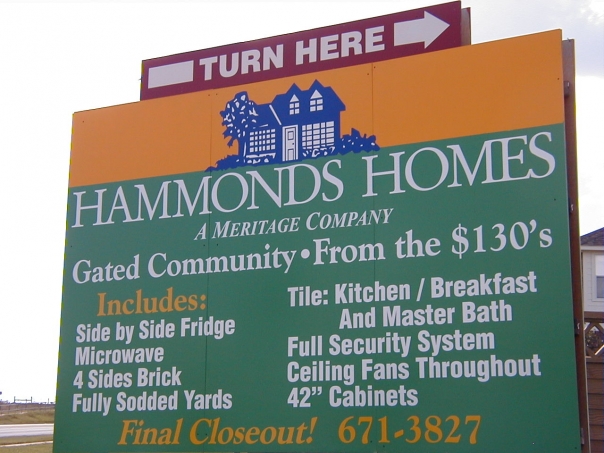 TURN HERE
HAMMONDS HOMES
A MERITAGE COMPANY
Gated Community • From the $130's
Includes:
Side by Side Fridge
Microwave
4 Sides Brick
Fully Sodded Yards
Tile: Kitchen / Breakfast
And Master Bath
Full Security System
Ceiling Fans Throughout
42" Cabinets
Final Closeout! 671-3827